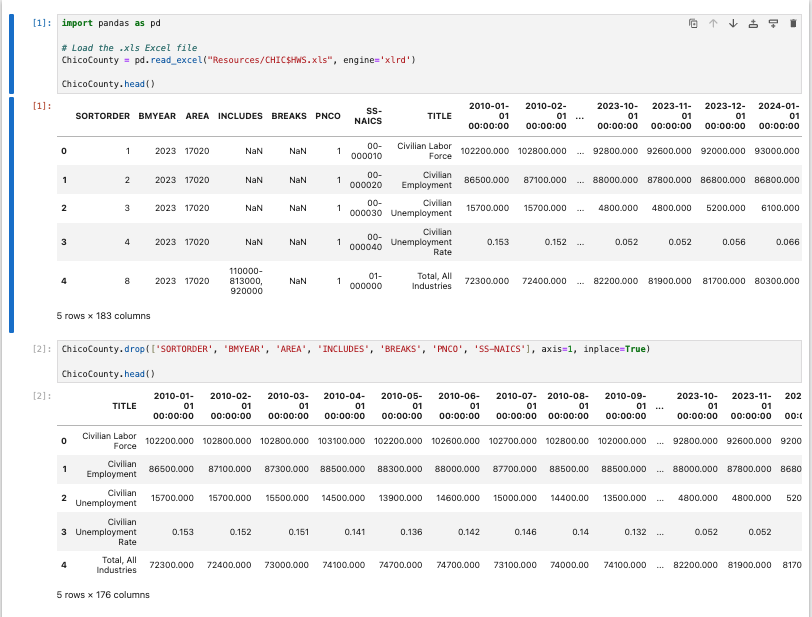 [1]: import pandas as pd
# Load the .xls Excel file
ChicoCounty = pd.read_excel("Resources/CHIC$HWS.xls", engine='xlrd')
ChicoCounty.head()
[1]:
SORTORDER BMYEAR AREA INCLUDES BREAKS PNCO SS-NAICS TITLE 2010-01-01 00:00:00 2010-02-01 00:00:00 ... 2023-10-01 00:00:00 2023-11-01 00:00:00 2023-12-01 00:00:00 2024-01-01 00:00:00
0 1 2023 17020 NaN NaN 1 00-000010 Civilian Labor Force 102200.000 102800.000 ... 92800.000 92600.000 92000.000 93000.000
1 2 2023 17020 NaN NaN 1 00-000020 Civilian Employment 86500.000 87100.000 ... 88000.000 87800.000 86800.000 86800.000
2 3 2023 17020 NaN NaN 1 00-000030 Civilian Unemployment 15700.000 15700.000 ... 4800.000 4800.000 5200.000 6100.000
3 4 2023 17020 NaN NaN 1 00-000040 Civilian Unemployment Rate 0.153 0.152 ... 0.052 0.052 0.056 0.066
4 8 2023 17020 110000-813000, 920000 NaN 1 01-000000 Total, All Industries 72300.000 72400.000 ... 82200.000 81900.000 81700.000 80300.000
5 rows × 183 columns
[2]: ChicoCounty.drop(['SORTORDER', 'BMYEAR', 'AREA', 'INCLUDES', 'BREAKS', 'PNCO', 'SS-NAICS'], axis=1, inplace=True)
ChicoCounty.head()
[2]:
TITLE 2010-01-01 00:00:00 2010-02-01 00:00:00 2010-03-01 00:00:00 2010-04-01 00:00:00 2010-05-01 00:00:00 2010-06-01 00:00:00 2010-07-01 00:00:00 2010-08-01 00:00:00 2010-09-01 00:00:00 ... 2023-10-01 00:00:00 2023-11-01 00:00:00 202 00:0
0 Civilian Labor Force 102200.000 102800.000 102800.000 103100.000 102200.000 102600.000 102700.000 102800.00 102000.000 ... 92800.000 92600.000 9200
1 Civilian Employment 86500.000 87100.000 87300.000 88500.000 88300.000 88000.000 87700.000 88500.00 88500.000 ... 88000.000 87800.000 8680
2 Civilian Unemployment 15700.000 15700.000 15500.000 14500.000 13900.000 14600.000 15000.000 14400.00 13500.000 ... 4800.000 4800.000 520
3 Civilian Unemployment Rate 0.153 0.152 0.151 0.141 0.136 0.142 0.146 0.14 0.132 ... 0.052 0.052
4 Total, All Industries 72300.000 72400.000 73000.000 74100.000 74700.000 74700.000 73100.000 74000.00 74100.000 ... 82200.000 81900.000 8170
5 rows × 176 columns